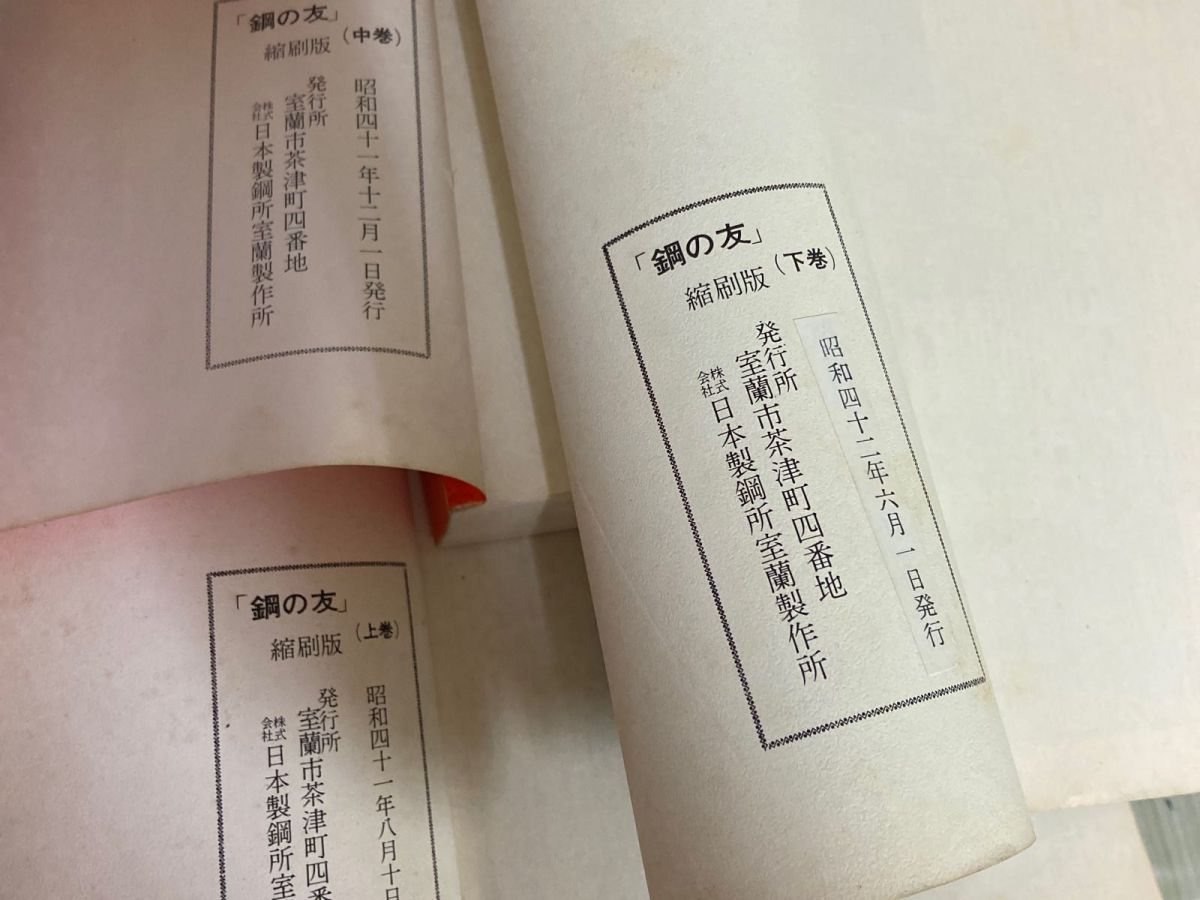 「鋼の友」
縮刷版
(中巻)
昭和四十一年十二月一日発行
発行所
室蘭市茶津町四番地
株式会社日本製鋼所室蘭製作所
「鋼の友」
縮刷版
(下巻)
昭和四十二年六月一日発行
発行所
室蘭市茶津町四番地
株式会社日本製鋼所室蘭製作所
「鋼の友」
縮刷版
(上巻)
昭和四十一年八月十日
発行所
室蘭市茶津町四番
株式会社日本製鋼所室